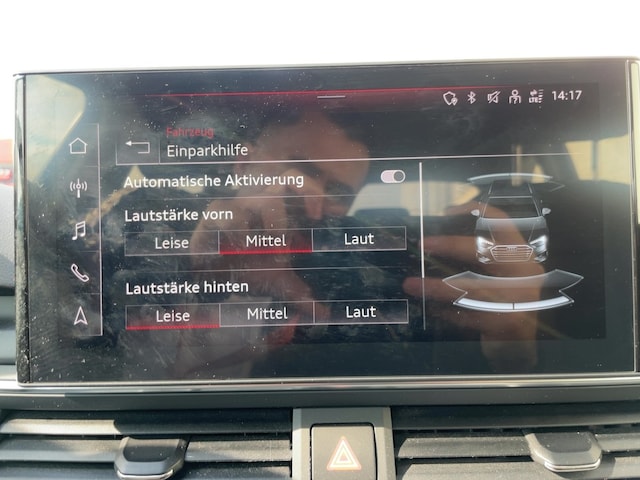 14:17
Fahrzeug
Einparkhilfe
Automatische Aktivierung
Lautstärke vorn
Leise Mittel Laut
Lautstärke hinten
Leise Mittel Laut